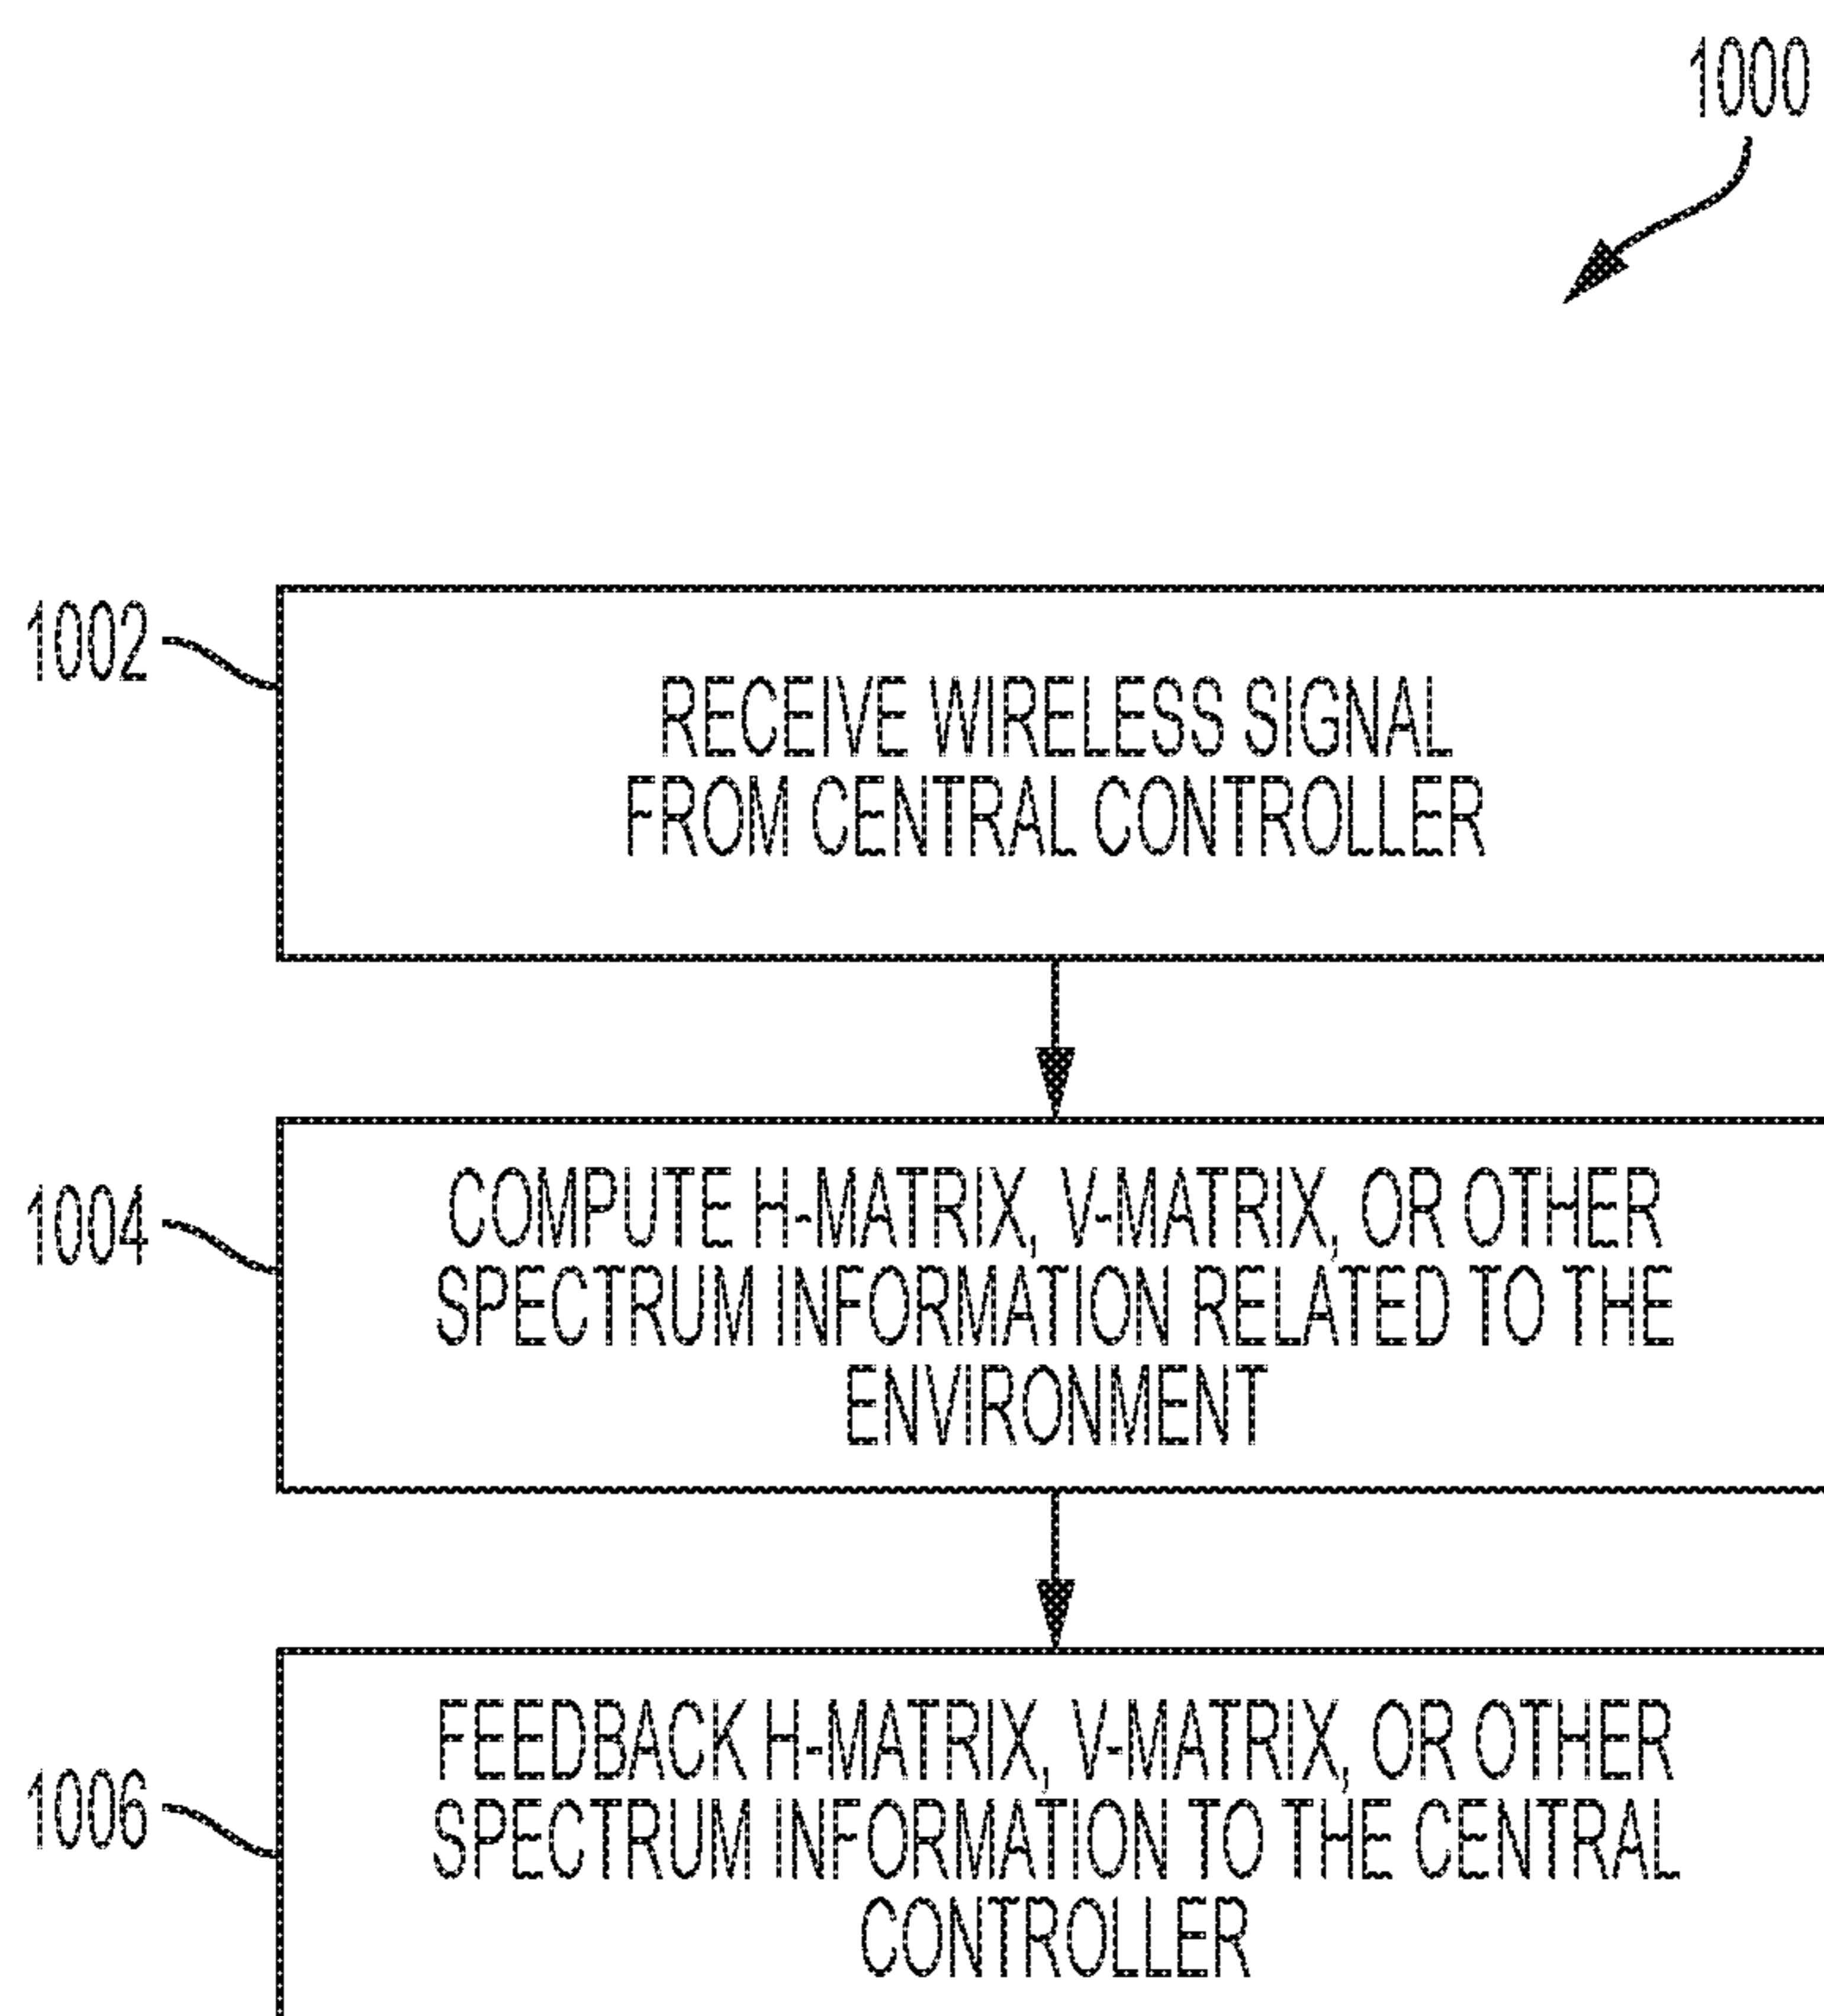 1000
1002
RECEIVE WIRELESS SIGNAL
FROM CENTRAL CONTROLLER
1004
COMPUTE H-MATRIX, V-MATRIX, OR OTHER
SPECTRUM INFORMATION RELATED TO THE
ENVIRONMENT
1006
FEEDBACK H-MATRIX, V-MATRIX, OR OTHER
SPECTRUM INFORMATION TO THE CENTRAL
CONTROLLER